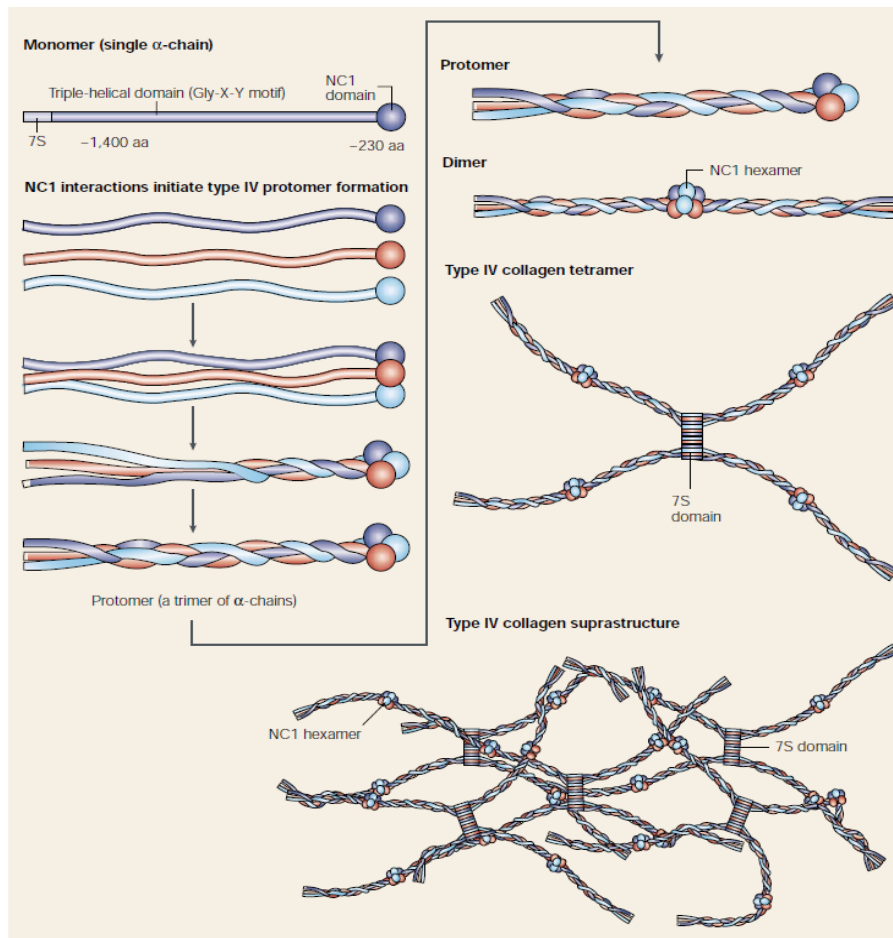 Monomer (single α-chain)
Triple-helical domain (Gly-X-Y motif)
NC1
domain
7S
~1,400 aa
~230 aa
NC1 interactions initiate type IV protomer formation
Protomer (a trimer of α-chains)
Protomer
Dimer
NC1 hexamer
Type IV collagen tetramer
7S
domain
Type IV collagen suprastructure
NC1 hexamer
7S domain